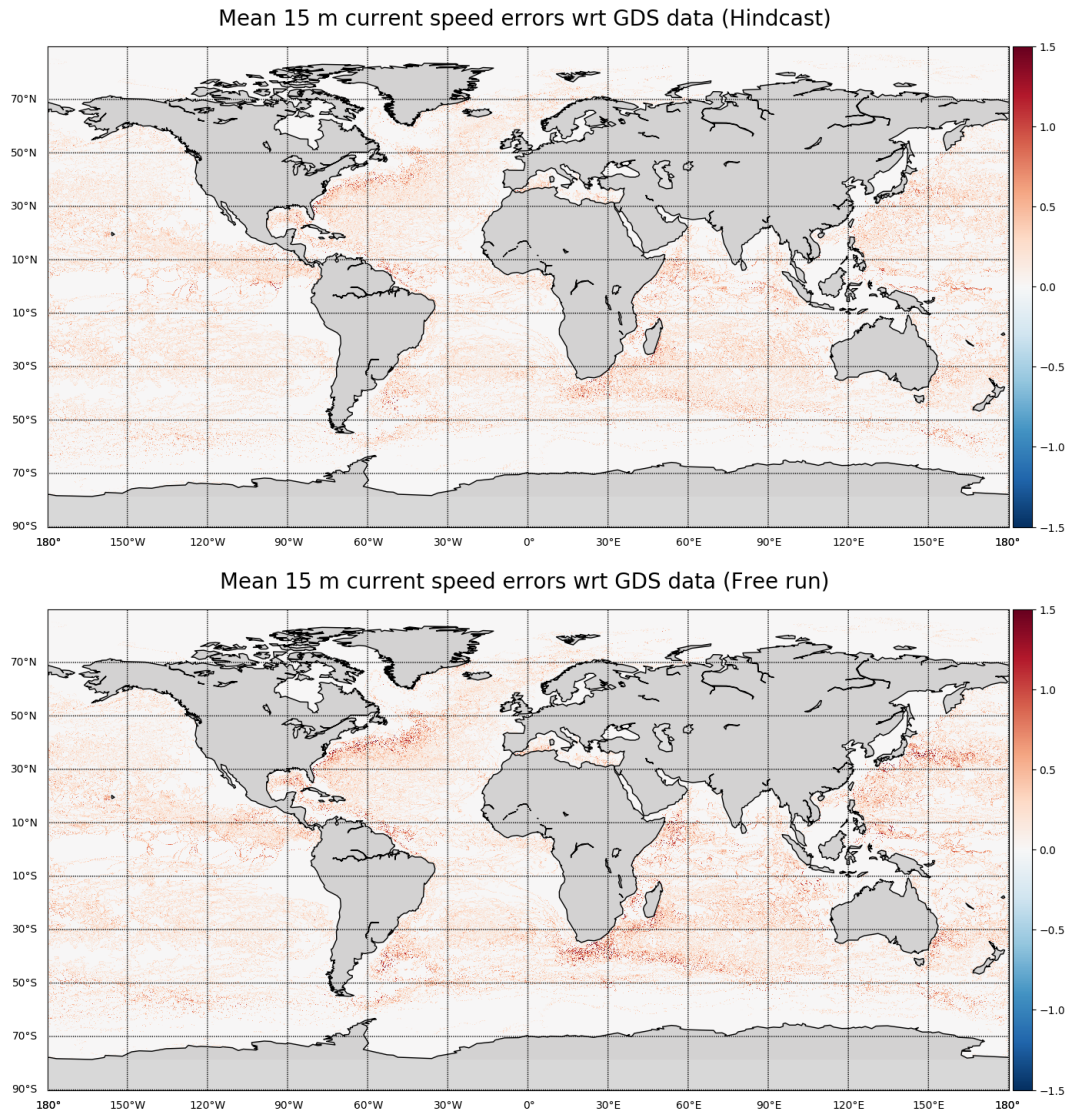 Mean 15 m current speed errors wrt GDS data (Hindcast)
70°N
50°N
30°N
10°N
10°S
30°S
50°S
70°S
90°S
180° 150°W 120°W 90°W 60°W 30°W 0° 30°E 60°E 90°E 120°E 150°E 180°
1.5
1.0
0.5
0.0
−0.5
−1.0
−1.5
Mean 15 m current speed errors wrt GDS data (Free run)
70°N
50°N
30°N
10°N
10°S
30°S
50°S
70°S
90°S
180° 150°W 120°W 90°W 60°W 30°W 0° 30°E 60°E 90°E 120°E 150°E 180°
1.5
1.0
0.5
0.0
−0.5
−1.0
−1.5